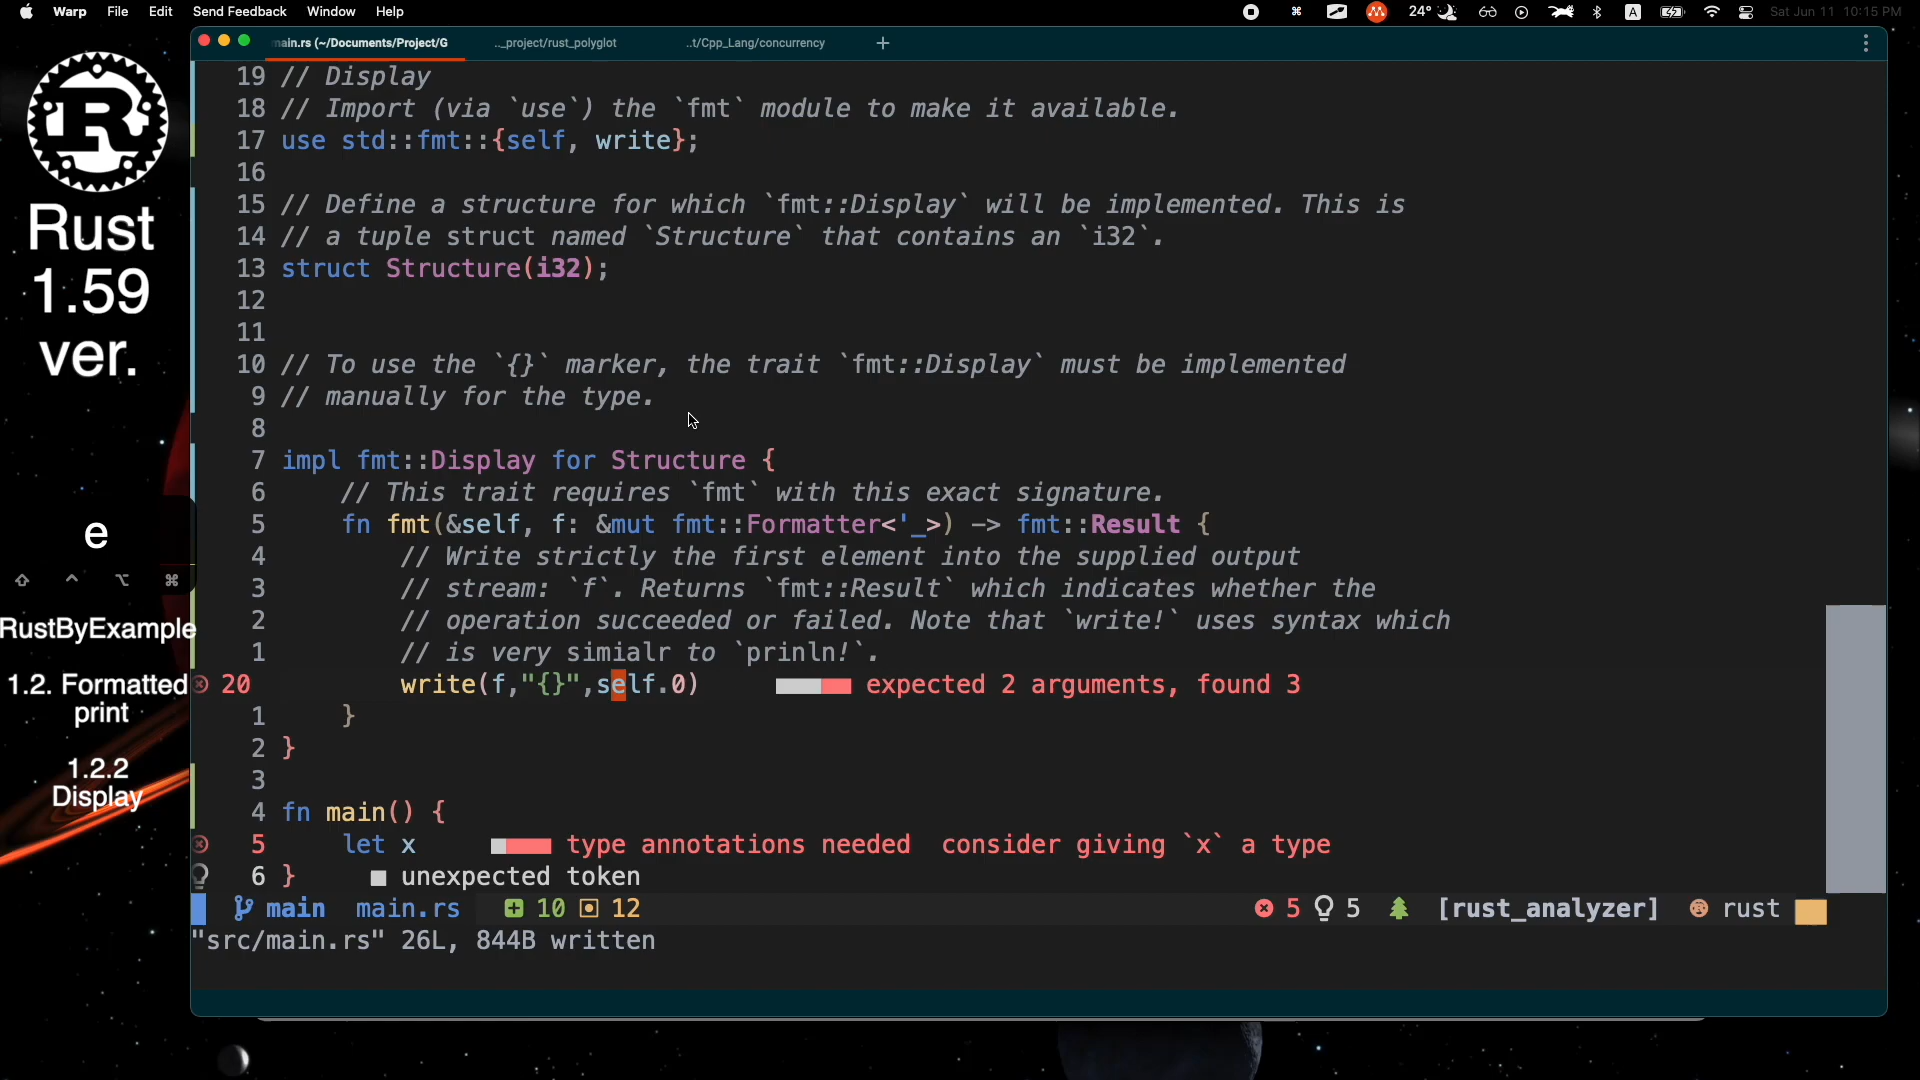 Warp File Edit Send Feedback Window Help 24° A Sat Jun 11 10:15 PM
main.rs (~/Documents/Project/G .._project/rust_polyglot ..t/Cpp_Lang/concurrency +
R
Rust
1.59
ver.
e
⇧ ^ ⌥ ⌘
RustByExample
1.2. Formatted
print
1.2.2
Display
19 // Display
18 // Import (via `use`) the `fmt` module to make it available.
17 use std::fmt::{self, write};
16
15 // Define a structure for which `fmt::Display` will be implemented. This is
14 // a tuple struct named `Structure` that contains an `i32`.
13 struct Structure(i32);
12
11
10 // To use the `{}` marker, the trait `fmt::Display` must be implemented
9 // manually for the type.
8
7 impl fmt::Display for Structure {
6 // This trait requires `fmt` with this exact signature.
5 fn fmt(&self, f: &mut fmt::Formatter<'_>) -> fmt::Result {
4 // Write strictly the first element into the supplied output
3 // stream: `f`. Returns `fmt::Result` which indicates whether the
2 // operation succeeded or failed. Note that `write!` uses syntax which
1 // is very simialr to `prinln!`.
20 write(f,"{}",self.0) expected 2 arguments, found 3
1 }
2 }
3
4 fn main() {
5 let x type annotations needed consider giving `x` a type
6 } unexpected token
main main.rs 10 12 5 5 [rust_analyzer] rust
"src/main.rs" 26L, 844B written